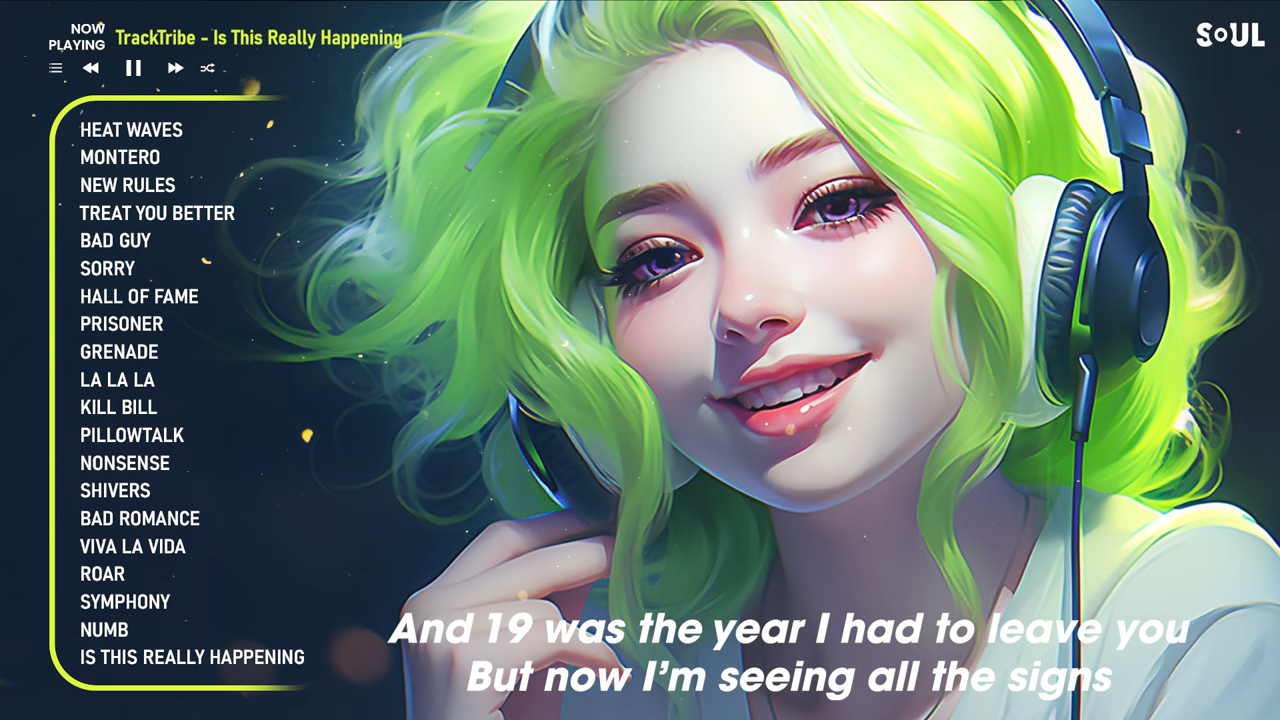 NOW PLAYING
TrackTribe - Is This Really Happening
SOUL
HEAT WAVES
MONTERO
NEW RULES
TREAT YOU BETTER
BAD GUY
SORRY
HALL OF FAME
PRISONER
GRENADE
LA LA LA
KILL BILL
PILLOWTALK
NONSENSE
SHIVERS
BAD ROMANCE
VIVA LA VIDA
ROAR
SYMPHONY
NUMB
IS THIS REALLY HAPPENING
And 19 was the year I had to leave you
But now I'm seeing all the signs